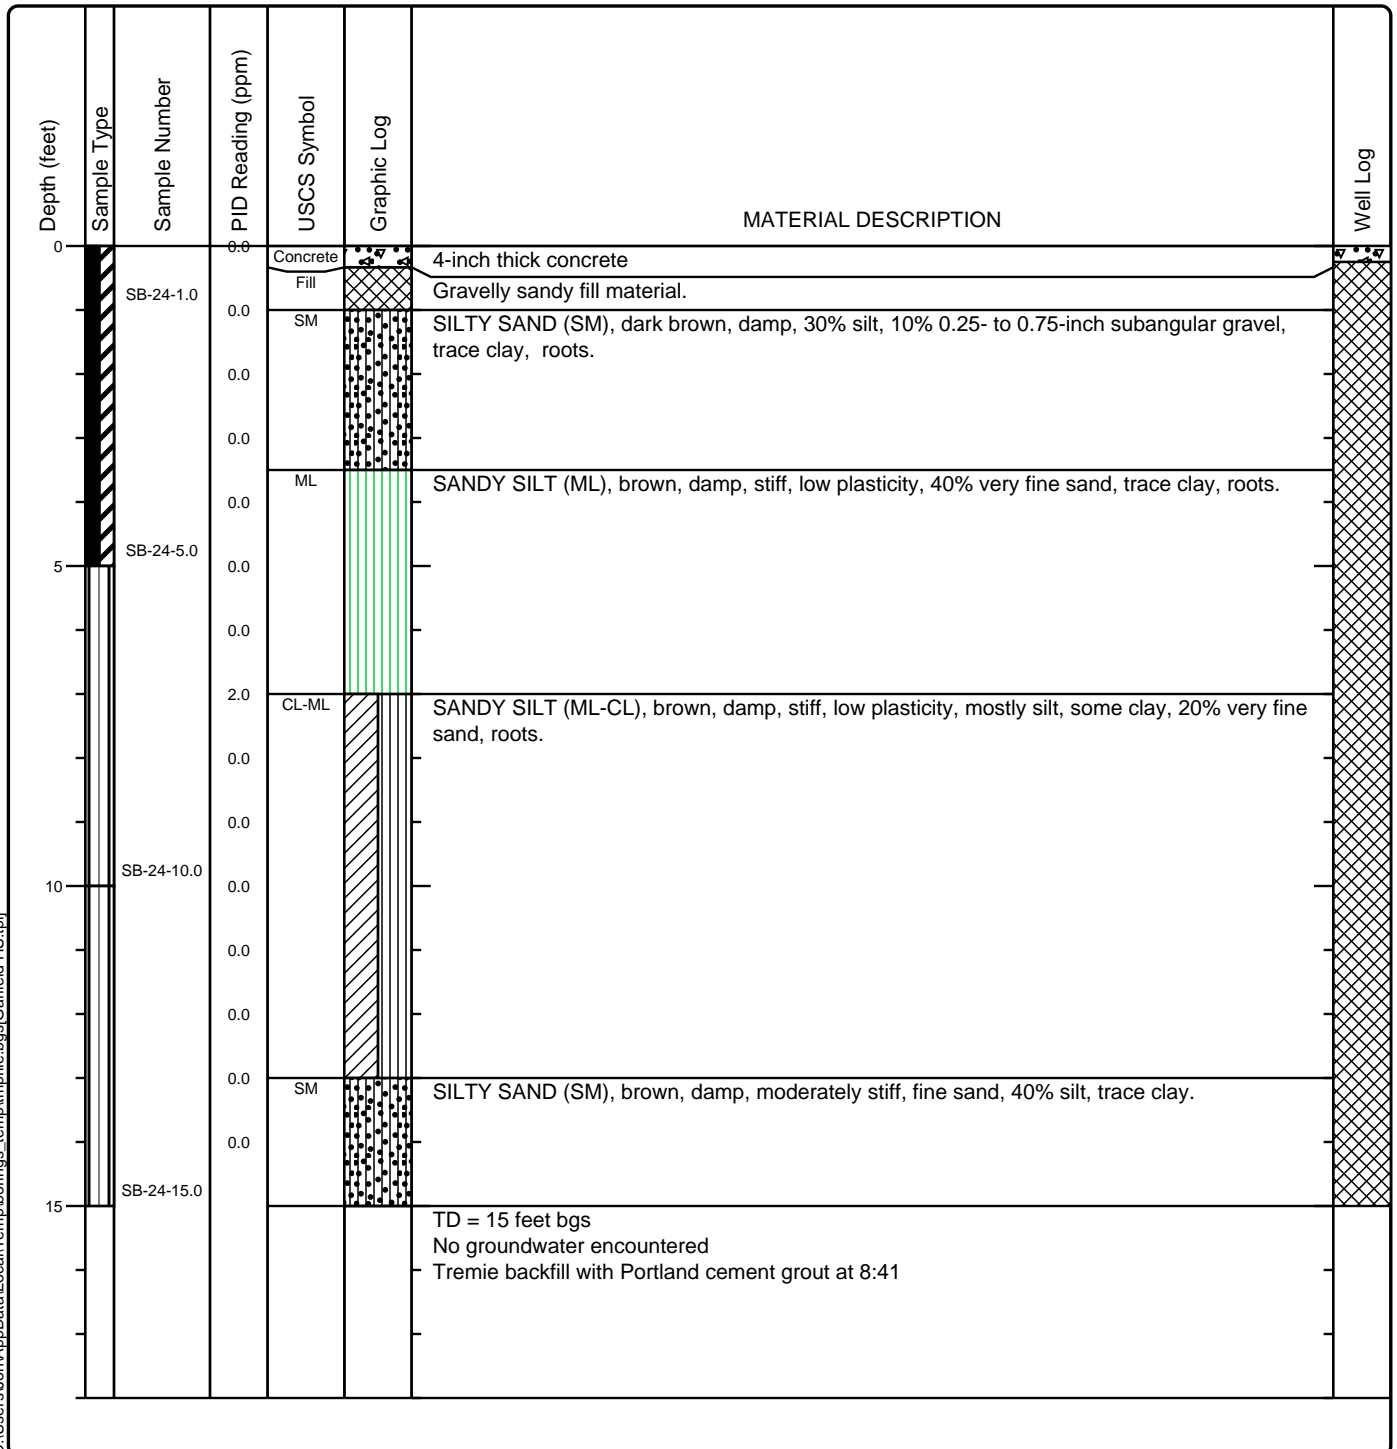 Depth (feet)
Sample Type
Sample Number
PID Reading (ppm)
USCS Symbol
Graphic Log
MATERIAL DESCRIPTION
Well Log
0
0.0
Concrete
4-inch thick concrete
Fill
SB-24-1.0
Gravelly sandy fill material.
0.0
SM
SILTY SAND (SM), dark brown, damp, 30% silt, 10% 0.25- to 0.75-inch subangular gravel,
trace clay, roots.
0.0
0.0
ML
SANDY SILT (ML), brown, damp, stiff, low plasticity, 40% very fine sand, trace clay, roots.
0.0
SB-24-5.0
5
0.0
0.0
2.0
CL-ML
SANDY SILT (ML-CL), brown, damp, stiff, low plasticity, mostly silt, some clay, 20% very fine
sand, roots.
0.0
0.0
SB-24-10.0
10
0.0
0.0
0.0
0.0
SM
SILTY SAND (SM), brown, damp, moderately stiff, fine sand, 40% silt, trace clay.
0.0
SB-24-15.0
15
TD = 15 feet bgs
No groundwater encountered
Tremie backfill with Portland cement grout at 8:41